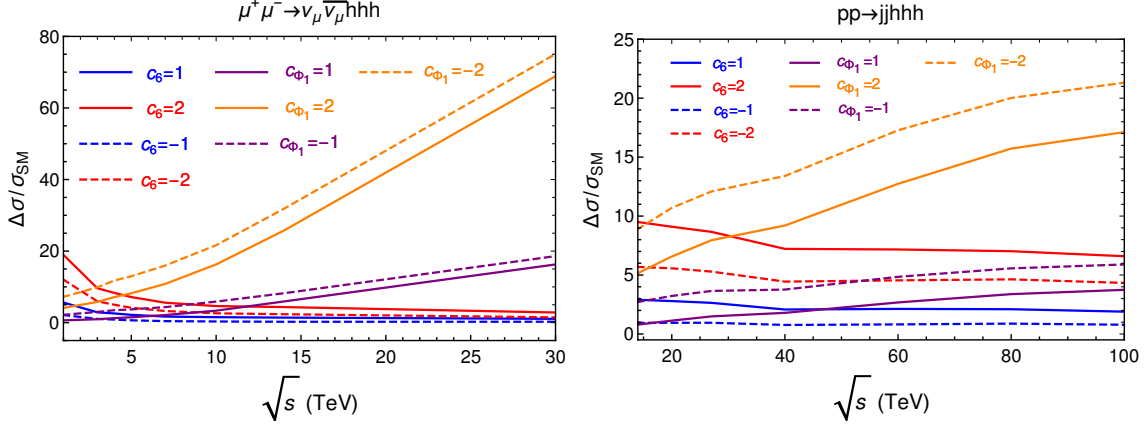 μ⁺μ⁻→ν_μ ν̅_μ hhh
80
60
40
20
0
Δσ/σ_SM
c₆=1
c_Φ₁=1
c_Φ₁=−2
c₆=2
c_Φ₁=2
c₆=−1
c_Φ₁=−1
c₆=−2
5
10
15
20
25
30
√s (TeV)
pp→jjhhh
25
20
15
10
5
0
Δσ/σ_SM
c₆=1
c_Φ₁=1
c_Φ₁=−2
c₆=2
c_Φ₁=2
c₆=−1
c_Φ₁=−1
c₆=−2
20
40
60
80
100
√s (TeV)